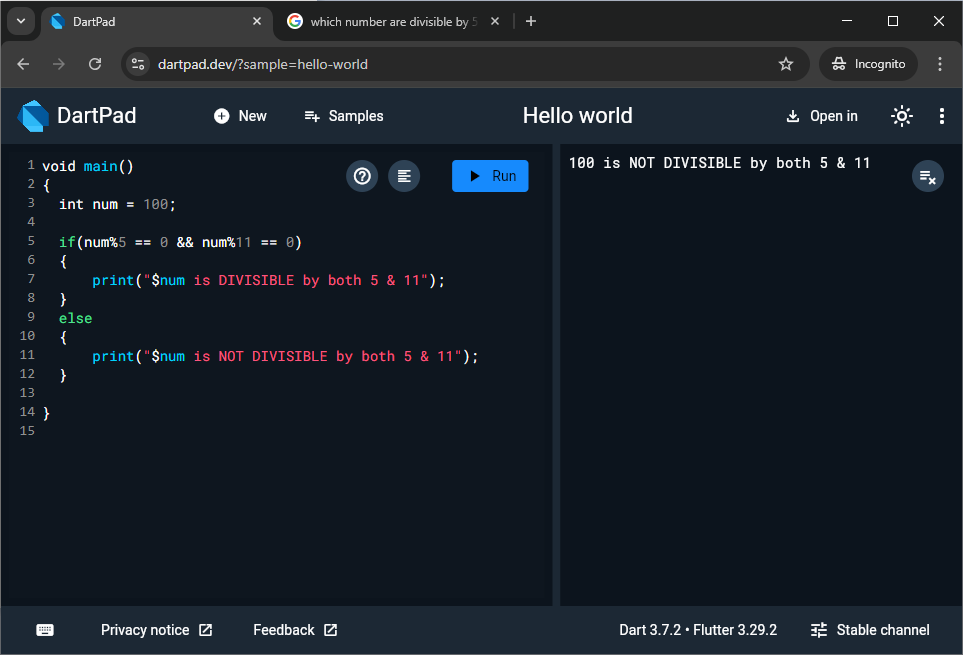 DartPad
which number are divisible by 5
dartpad.dev/?sample=hello-world
Incognito
DartPad
New
Samples
Hello world
Open in
1 void main()
2 {
3   int num = 100;
4
5   if(num%5 == 0 && num%11 == 0)
6   {
7       print("$num is DIVISIBLE by both 5 & 11");
8   }
9   else
10   {
11       print("$num is NOT DIVISIBLE by both 5 & 11");
12   }
13
14 }
15
Run
100 is NOT DIVISIBLE by both 5 & 11
Privacy notice
Feedback
Dart 3.7.2 • Flutter 3.29.2
Stable channel